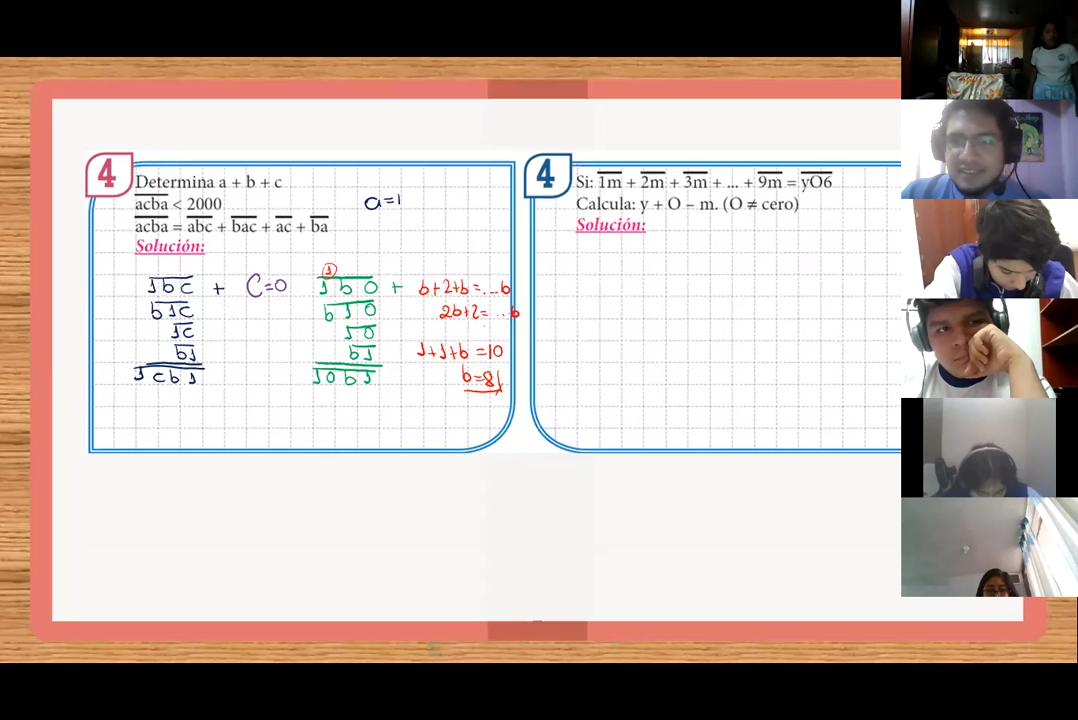 4
Determina a + b + c
acba < 2000
acba = abc + bac + ac + ba
Solución:
a=1
1bc +
b1c
1c
b1
1cb1
C=0
1
1b0 +
b10
10
b1
10b1
b+2+b=...b
2b+2=...b
1+1+b=10
b=8
4
Si: 1m + 2m + 3m + ... + 9m = yO6
Calcula: y + O – m. (O ≠ cero)
Solución: